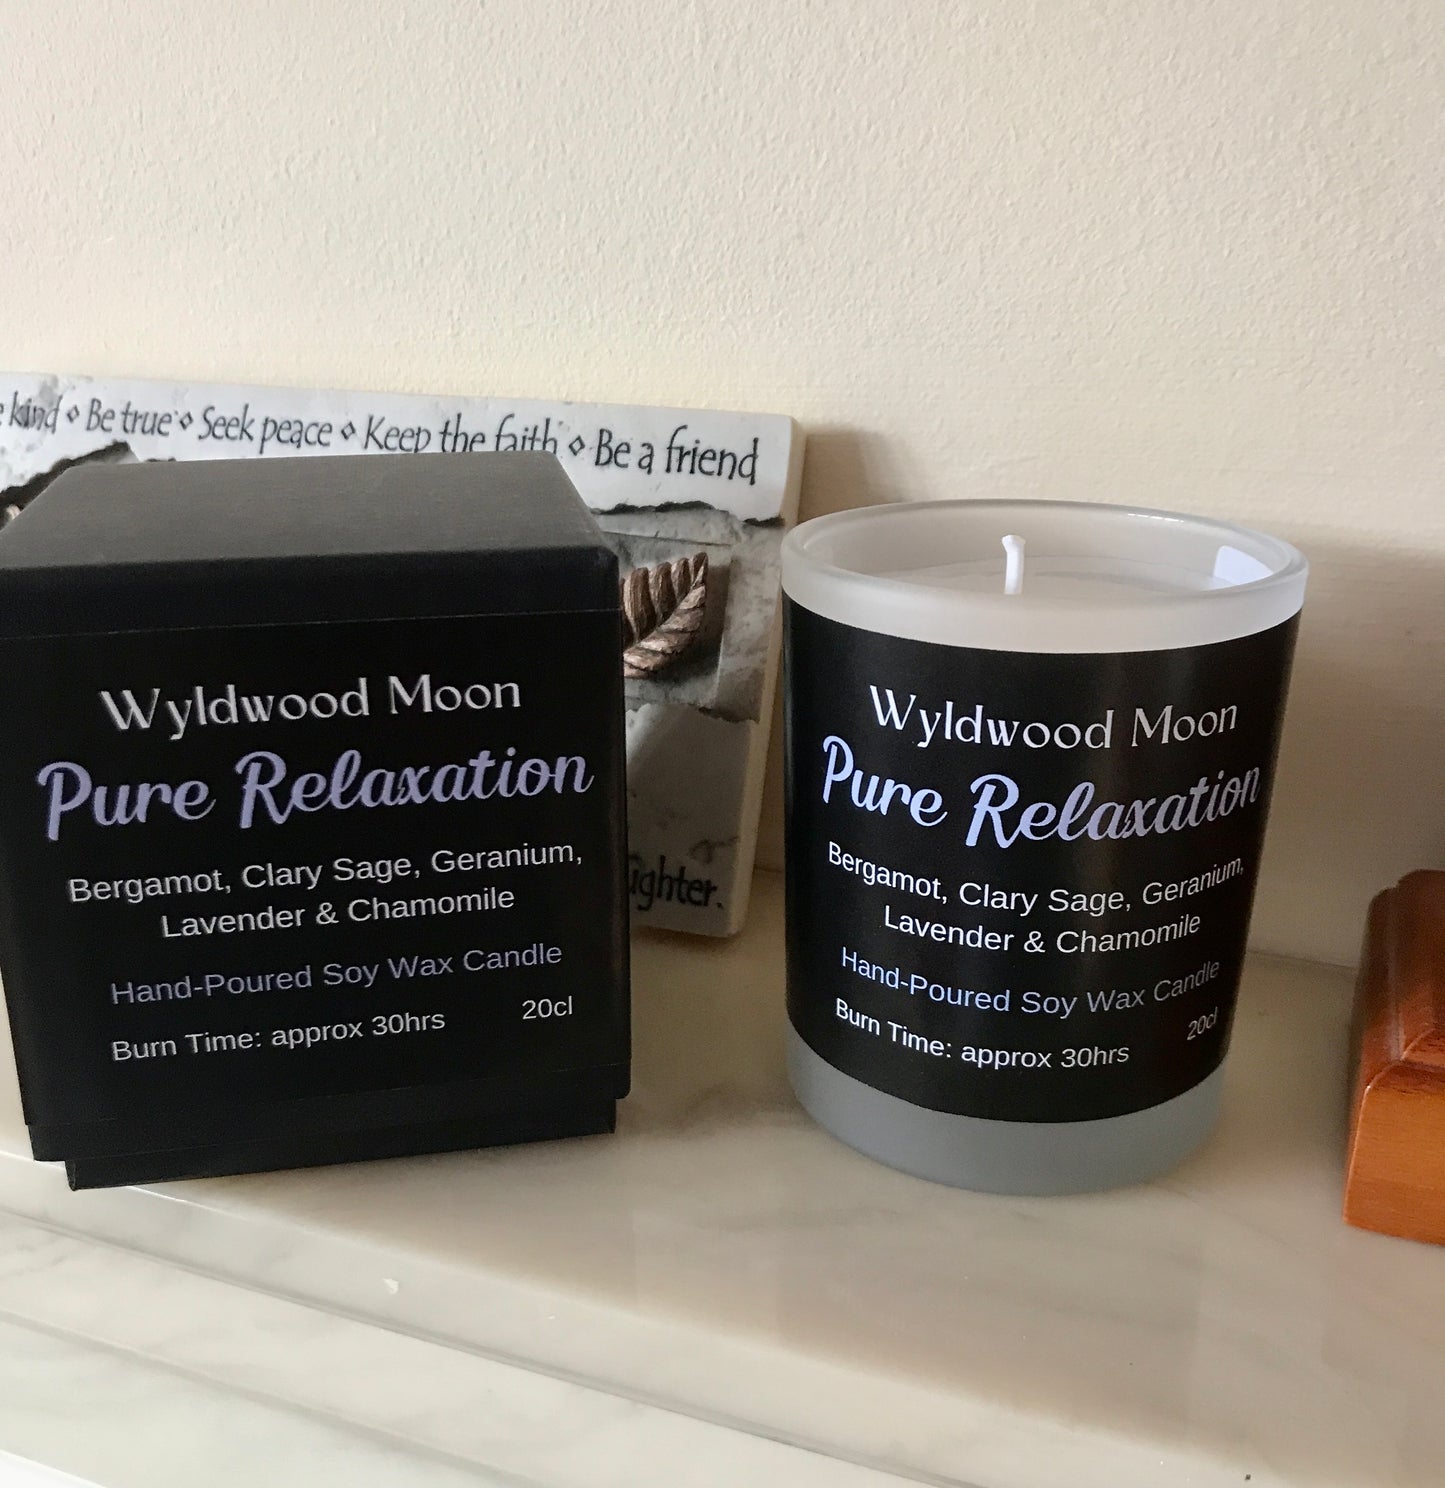 kind ⋄ Be true ⋄ Seek peace ⋄ Keep the faith ⋄ Be a friend
Wyldwood Moon
Pure Relaxation
Bergamot, Clary Sage, Geranium,
Lavender & Chamomile
Hand-Poured Soy Wax Candle
Burn Time: approx 30hrs 20cl
Wyldwood Moon
Pure Relaxation
Bergamot, Clary Sage, Geranium,
Lavender & Chamomile
Hand-Poured Soy Wax Candle
Burn Time: approx 30hrs 20cl